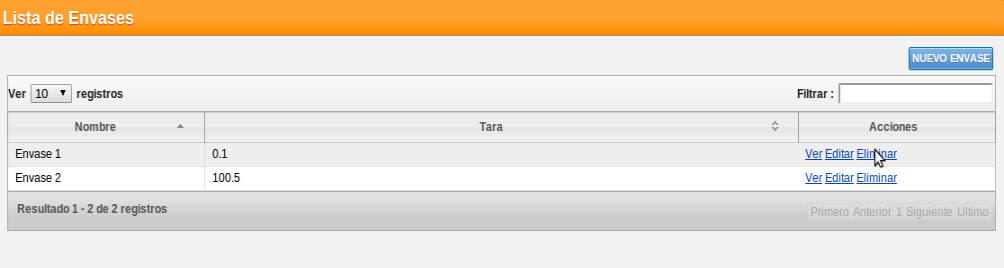 Lista de Envases
NUEVO ENVASE
Ver 10 registros Filtrar :
Nombre Tara Acciones
Envase 1 0.1 Ver Editar Eliminar
Envase 2 100.5 Ver Editar Eliminar
Resultado 1 - 2 de 2 registros Primero Anterior 1 Siguiente Ultimo